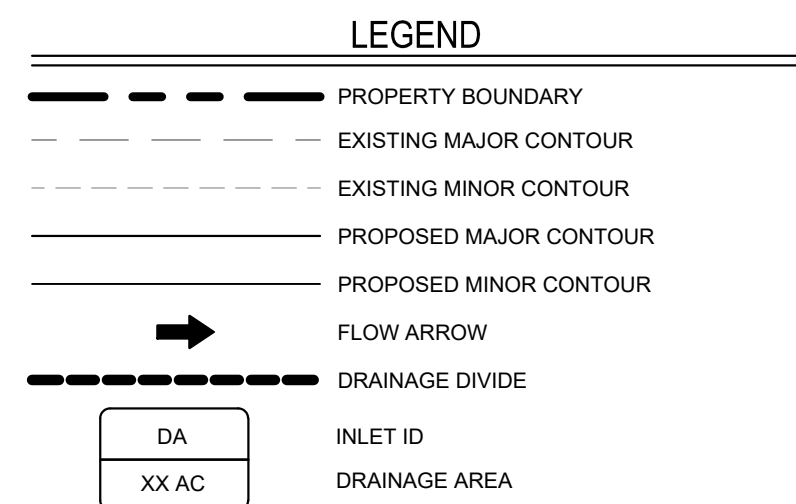 LEGEND
PROPERTY BOUNDARY
EXISTING MAJOR CONTOUR
EXISTING MINOR CONTOUR
PROPOSED MAJOR CONTOUR
PROPOSED MINOR CONTOUR
FLOW ARROW
DRAINAGE DIVIDE
DA INLET ID
XX AC DRAINAGE AREA